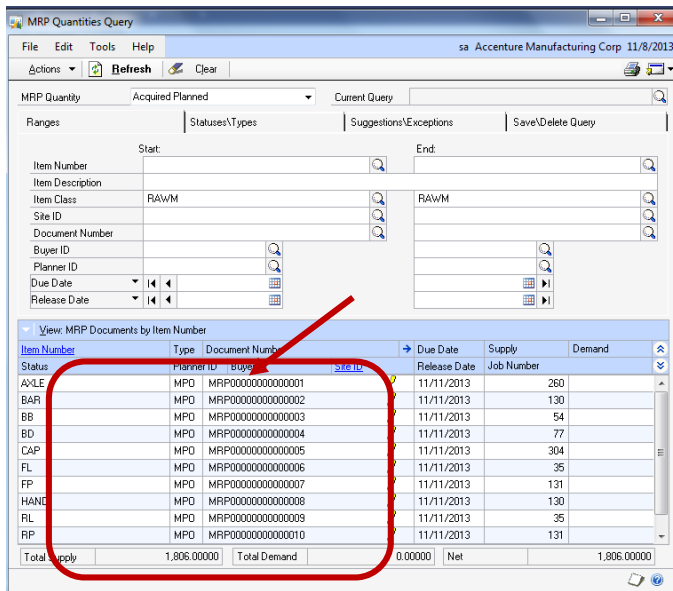 MRP Quantities Query
File Edit Tools Help sa Accenture Manufacturing Corp 11/8/2013
Actions Refresh Clear
MRP Quantity Acquired Planned Current Query
Ranges Statuses\Types Suggestions\Exceptions Save\Delete Query
Start: End:
Item Number
Item Description
Item Class RAWM RAWM
Site ID
Document Number
Buyer ID
Planner ID
Due Date
Release Date
View: MRP Documents by Item Number
Item Number Type Document Number Due Date Supply Demand
Status Planner ID Buyer Site ID Release Date Job Number
AXLE MPO MRP00000000000001 11/11/2013 260
BAR MPO MRP00000000000002 11/11/2013 130
BB MPO MRP00000000000003 11/11/2013 54
BD MPO MRP00000000000004 11/11/2013 77
CAP MPO MRP00000000000005 11/11/2013 304
FL MPO MRP00000000000006 11/11/2013 35
FP MPO MRP00000000000007 11/11/2013 131
HAND MPO MRP00000000000008 11/11/2013 130
RL MPO MRP00000000000009 11/11/2013 35
RP MPO MRP00000000000010 11/11/2013 131
Total Supply 1,806.00000 Total Demand 0.00000 Net 1,806.00000